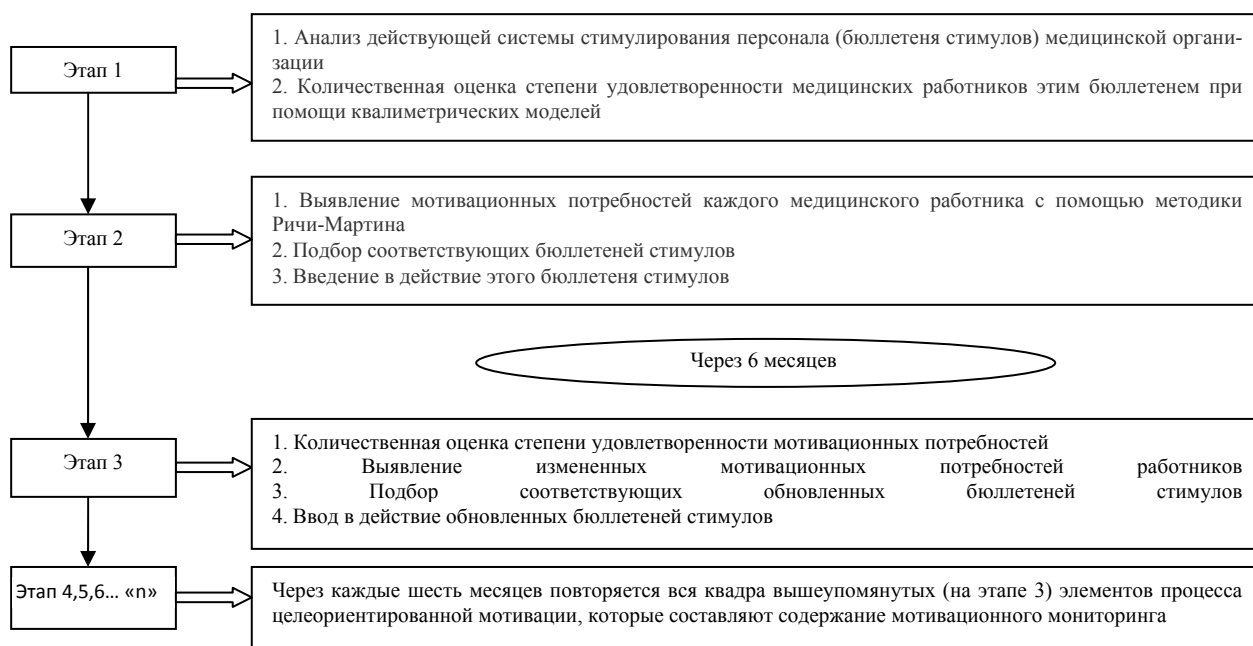 Этап 1
1. Анализ действующей системы стимулирования персонала (бюллетеня стимулов) медицинской органи-
зации
2. Количественная оценка степени удовлетворенности медицинских работников этим бюллетенем при
помощи квалиметрических моделей
Этап 2
1. Выявление мотивационных потребностей каждого медицинского работника с помощью методики
Ричи-Мартина
2. Подбор соответствующих бюллетеней стимулов
3. Введение в действие этого бюллетеня стимулов
Через 6 месяцев
Этап 3
1. Количественная оценка степени удовлетворенности мотивационных потребностей
2. Выявление измененных мотивационных потребностей работников
3. Подбор соответствующих обновленных бюллетеней стимулов
4. Ввод в действие обновленных бюллетеней стимулов
Этап 4,5,6... «n»
Через каждые шесть месяцев повторяется вся квадра вышеупомянутых (на этапе 3) элементов процесса
целеориентированной мотивации, которые составляют содержание мотивационного мониторинга